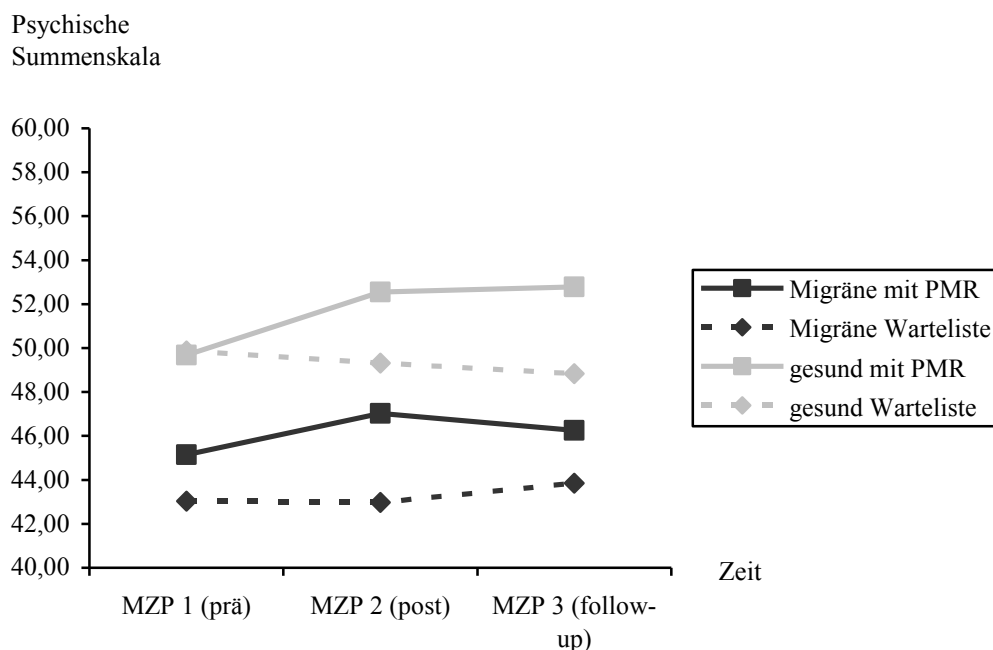 Psychische
Summenskala
60,00
58,00
56,00
54,00
52,00
50,00
48,00
46,00
44,00
42,00
40,00
MZP 1 (prä)
MZP 2 (post)
MZP 3 (follow-
up)
Zeit
Migräne mit PMR
Migräne Warteliste
gesund mit PMR
gesund Warteliste